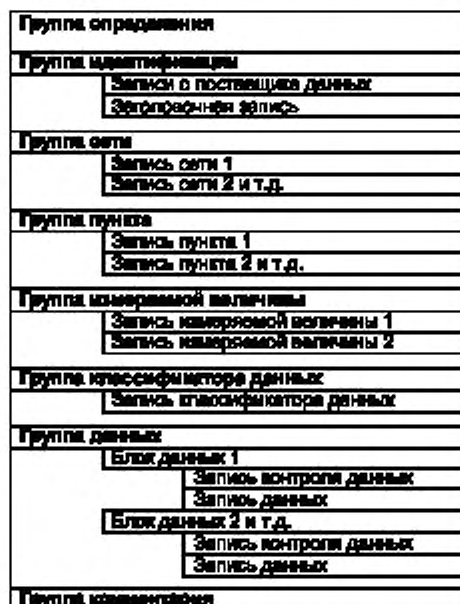 Группа определения
Группа идентификации
Записи о поставщике данных
Заголовочная запись
Группа сети
Запись сети 1
Запись сети 2 и т.д.
Группа пункта
Запись пункта 1
Запись пункта 2 и т.д.
Группа измеряемой величины
Запись измеряемой величины 1
Запись измеряемой величины 2
Группа классификатора данных
Запись классификатора данных
Группа данных
Блок данных 1
Запись контроля данных
Запись данных
Блок данных 2 и т.д.
Запись контроля данных
Запись данных
Группа комментария